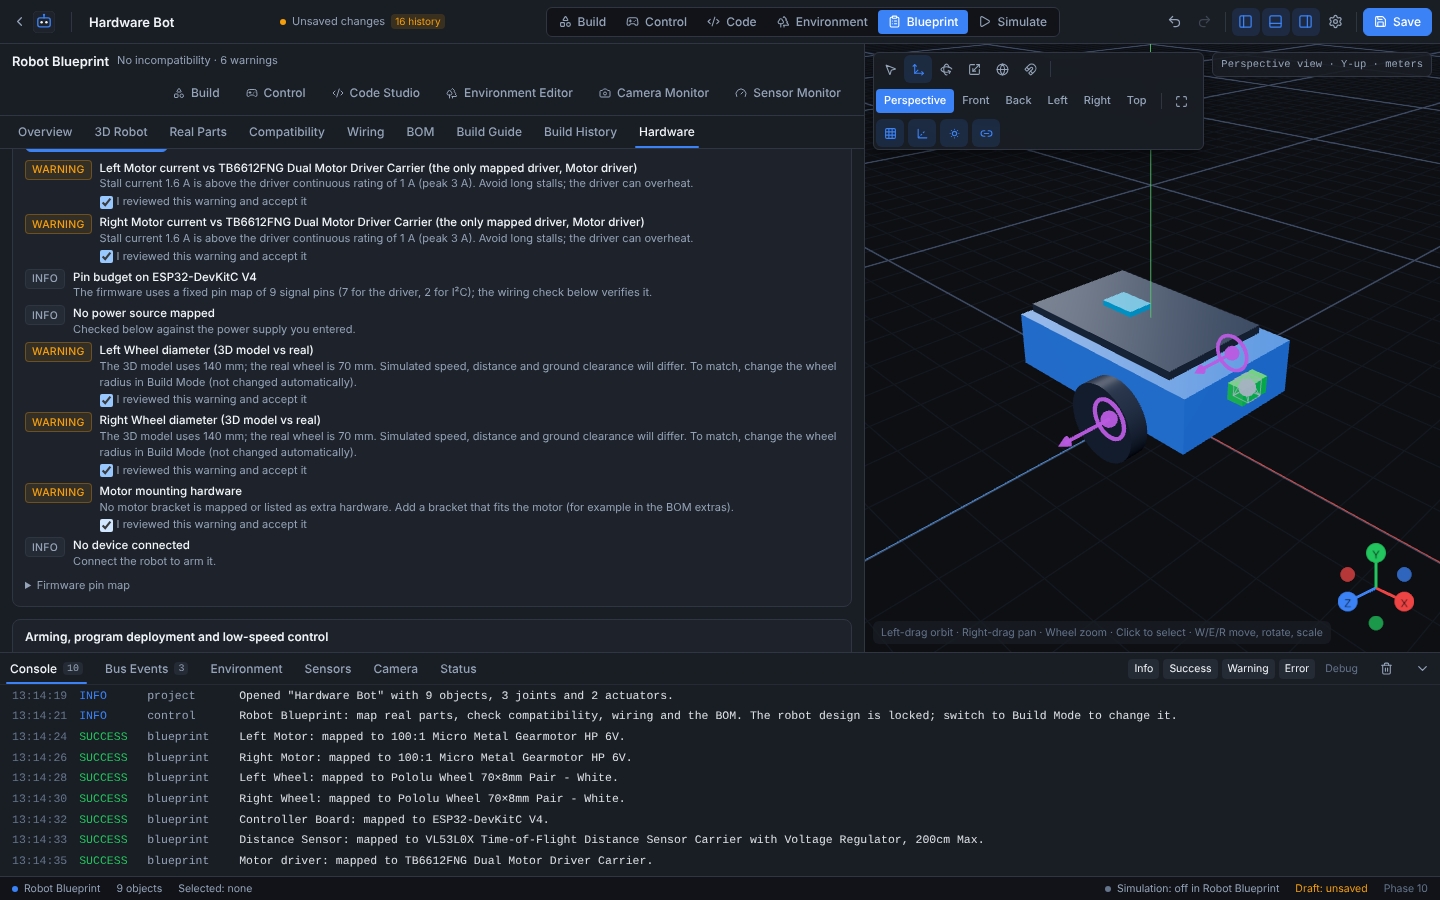 Hardware Bot
Unsaved changes 16 history
Build Control Code Environment Blueprint Simulate
Save
Robot Blueprint No incompatibility · 6 warnings
Build Control Code Studio Environment Editor Camera Monitor Sensor Monitor
Overview 3D Robot Real Parts Compatibility Wiring BOM Build Guide Build History Hardware
WARNING Left Motor current vs TB6612FNG Dual Motor Driver Carrier (the only mapped driver, Motor driver)
Stall current 1.6 A is above the driver continuous rating of 1 A (peak 3 A). Avoid long stalls; the driver can overheat.
I reviewed this warning and accept it
WARNING Right Motor current vs TB6612FNG Dual Motor Driver Carrier (the only mapped driver, Motor driver)
Stall current 1.6 A is above the driver continuous rating of 1 A (peak 3 A). Avoid long stalls; the driver can overheat.
I reviewed this warning and accept it
INFO Pin budget on ESP32-DevKitC V4
The firmware uses a fixed pin map of 9 signal pins (7 for the driver, 2 for I²C); the wiring check below verifies it.
INFO No power source mapped
Checked below against the power supply you entered.
WARNING Left Wheel diameter (3D model vs real)
The 3D model uses 140 mm; the real wheel is 70 mm. Simulated speed, distance and ground clearance will differ. To match, change the wheel
radius in Build Mode (not changed automatically).
I reviewed this warning and accept it
WARNING Right Wheel diameter (3D model vs real)
The 3D model uses 140 mm; the real wheel is 70 mm. Simulated speed, distance and ground clearance will differ. To match, change the wheel
radius in Build Mode (not changed automatically).
I reviewed this warning and accept it
WARNING Motor mounting hardware
No motor bracket is mapped or listed as extra hardware. Add a bracket that fits the motor (for example in the BOM extras).
I reviewed this warning and accept it
INFO No device connected
Connect the robot to arm it.
Firmware pin map
Arming, program deployment and low-speed control
Perspective view · Y-up · meters
Perspective Front Back Left Right Top
Y
Z X
Left-drag orbit · Right-drag pan · Wheel zoom · Click to select · W/E/R move, rotate, scale
Console 10 Bus Events 3 Environment Sensors Camera Status
Info Success Warning Error Debug
13:14:19 INFO project Opened "Hardware Bot" with 9 objects, 3 joints and 2 actuators.
13:14:21 INFO control Robot Blueprint: map real parts, check compatibility, wiring and the BOM. The robot design is locked; switch to Build Mode to change it.
13:14:24 SUCCESS blueprint Left Motor: mapped to 100:1 Micro Metal Gearmotor HP 6V.
13:14:26 SUCCESS blueprint Right Motor: mapped to 100:1 Micro Metal Gearmotor HP 6V.
13:14:28 SUCCESS blueprint Left Wheel: mapped to Pololu Wheel 70×8mm Pair - White.
13:14:30 SUCCESS blueprint Right Wheel: mapped to Pololu Wheel 70×8mm Pair - White.
13:14:32 SUCCESS blueprint Controller Board: mapped to ESP32-DevKitC V4.
13:14:33 SUCCESS blueprint Distance Sensor: mapped to VL53L0X Time-of-Flight Distance Sensor Carrier with Voltage Regulator, 200cm Max.
13:14:35 SUCCESS blueprint Motor driver: mapped to TB6612FNG Dual Motor Driver Carrier.
Robot Blueprint 9 objects Selected: none
Simulation: off in Robot Blueprint Draft: unsaved Phase 10